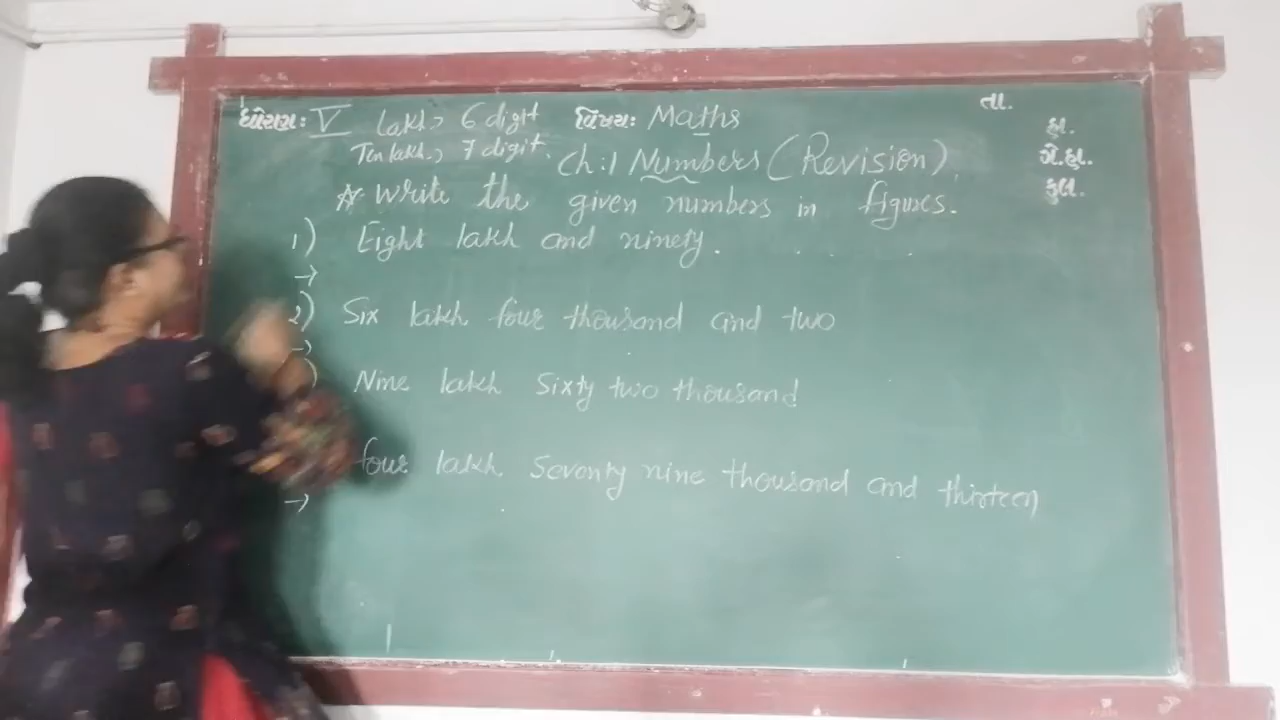 ધોરણ: V Lakh → 6 digit વિષય: Maths તા.
Ten lakh → 7 digit. Ch:1 Numbers (Revision) હા.
ગે.હા.
* Write the given numbers in figures. કુલ.
1) Eight lakh and ninety.
→
2) Six lakh four thousand and two
→
) Nine lakh Sixty two thousand
four lakh Seventy nine thousand and thirteen
→